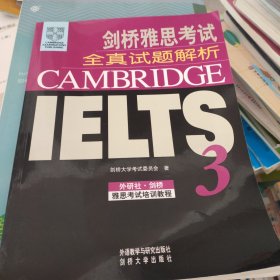 剑桥雅思考试
全真试题解析
CAMBRIDGE
IELTS
3
剑桥大学考试委员会 著
外研社·剑桥
雅思考试培训教程
外语教学与研究出版社
剑桥大学出版社